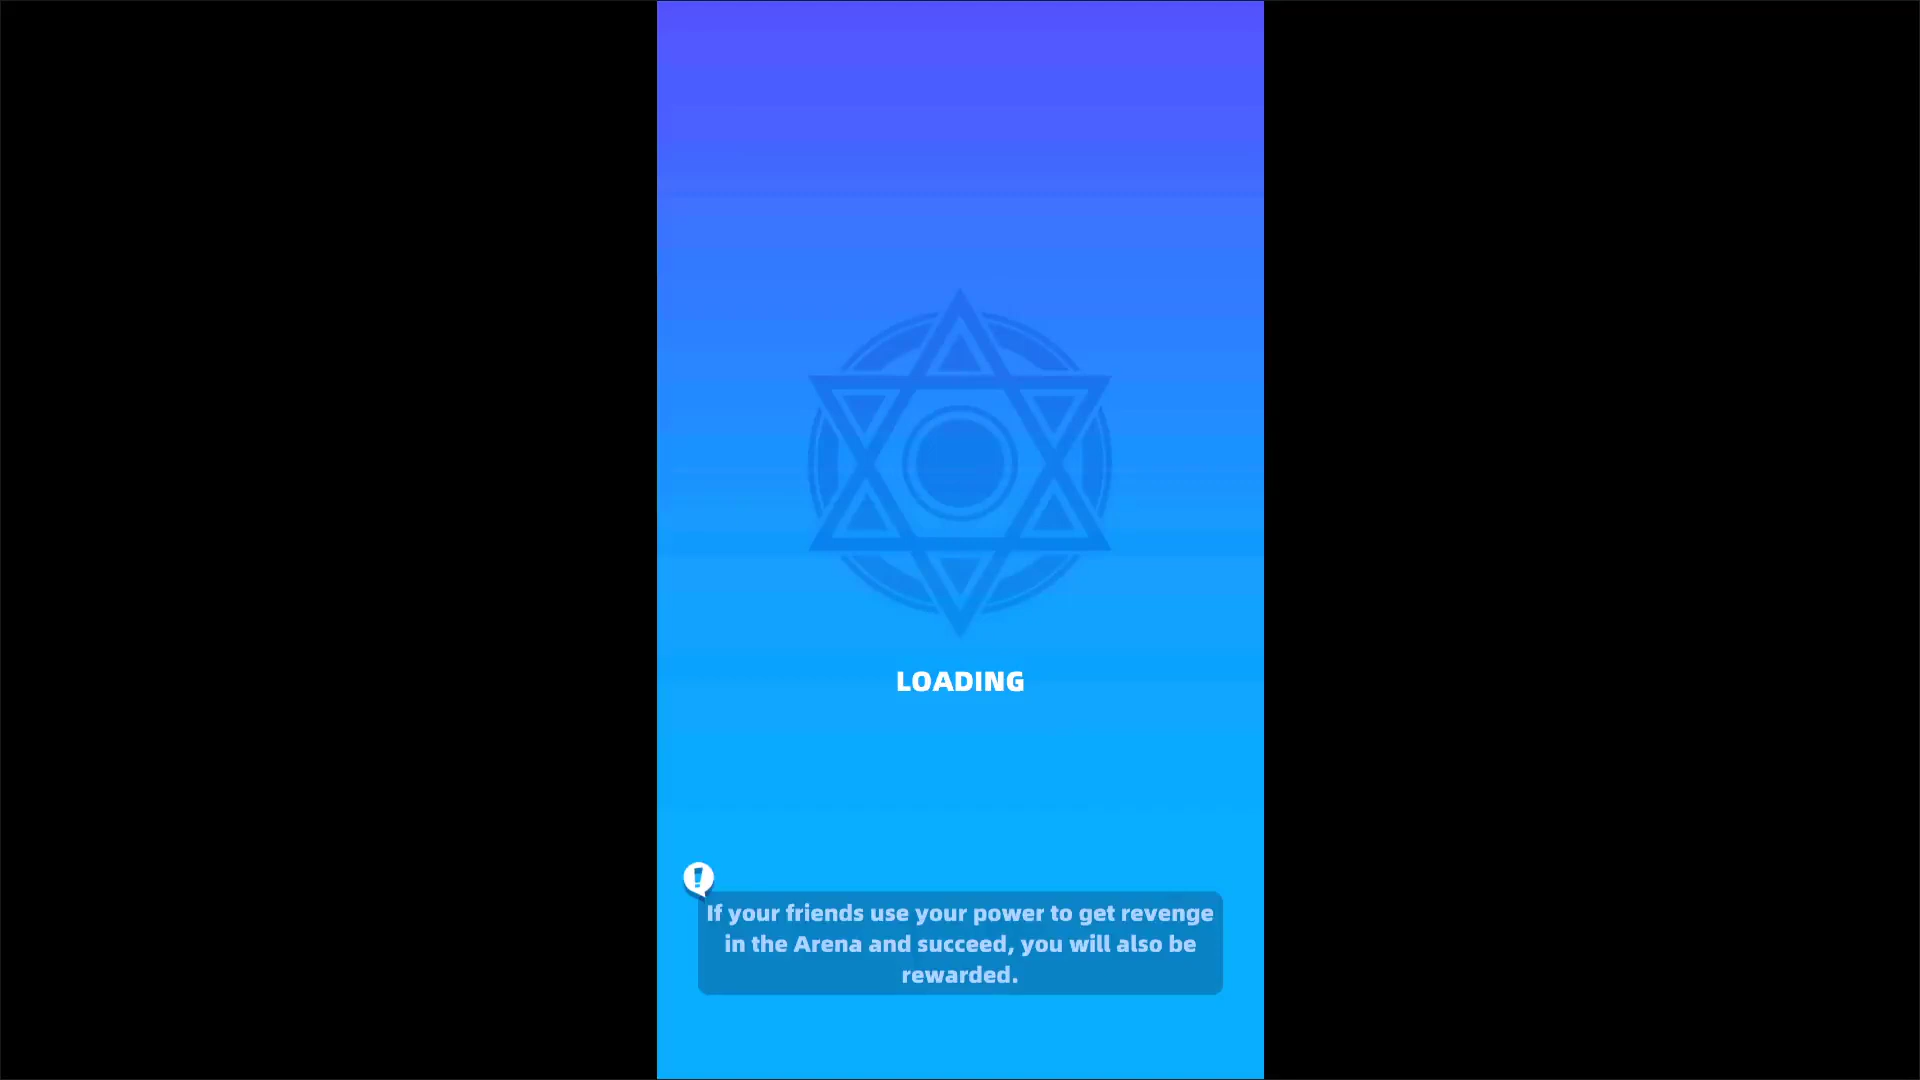 LOADING
If your friends use your power to get revenge
in the Arena and succeed, you will also be
rewarded.